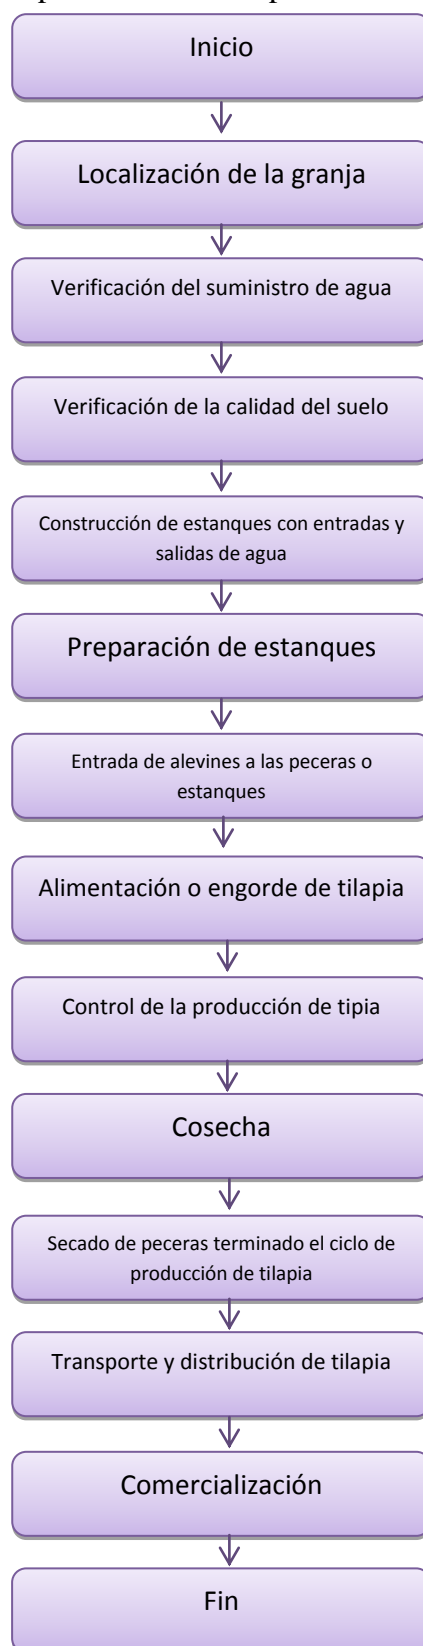 Inicio
Localización de la granja
Verificación del suministro de agua
Verificación de la calidad del suelo
Construcción de estanques con entradas y
salidas de agua
Preparación de estanques
Entrada de alevines a las peceras o
estanques
Alimentación o engorde de tilapia
Control de la producción de tipia
Cosecha
Secado de peceras terminado el ciclo de
producción de tilapia
Transporte y distribución de tilapia
Comercialización
Fin